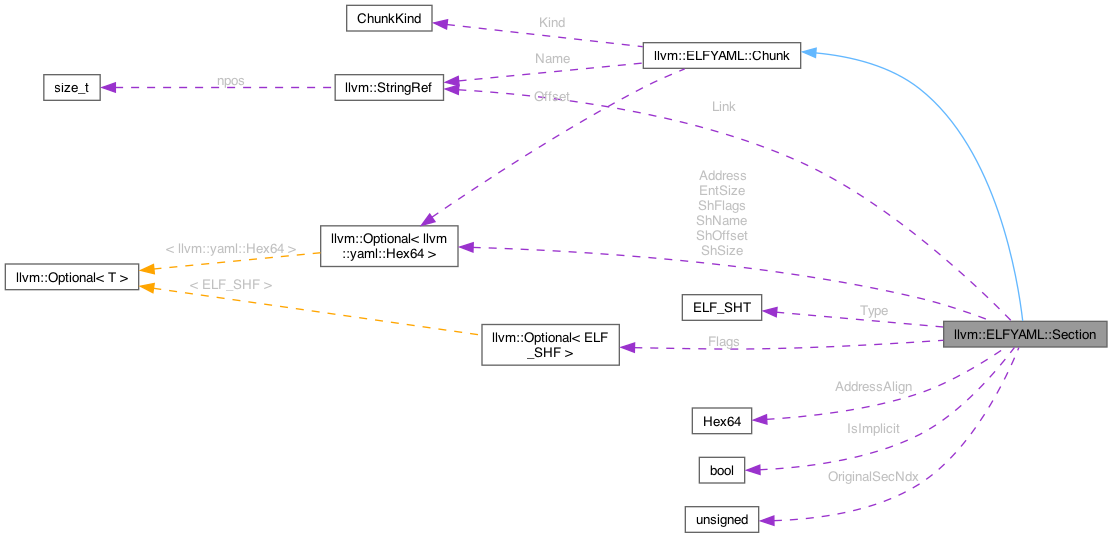 ChunkKind
Kind
llvm::ELFYAML::Chunk
Name
size_t
npos
llvm::StringRef
Offset
Link
Address
EntSize
ShFlags
ShName
ShOffset
ShSize
llvm::Optional< llvm
::yaml::Hex64 >
< llvm::yaml::Hex64 >
llvm::Optional< T >
< ELF_SHF >
ELF_SHT
Type
llvm::ELFYAML::Section
llvm::Optional< ELF
_SHF >
Flags
AddressAlign
Hex64
IsImplicit
bool
OriginalSecNdx
unsigned